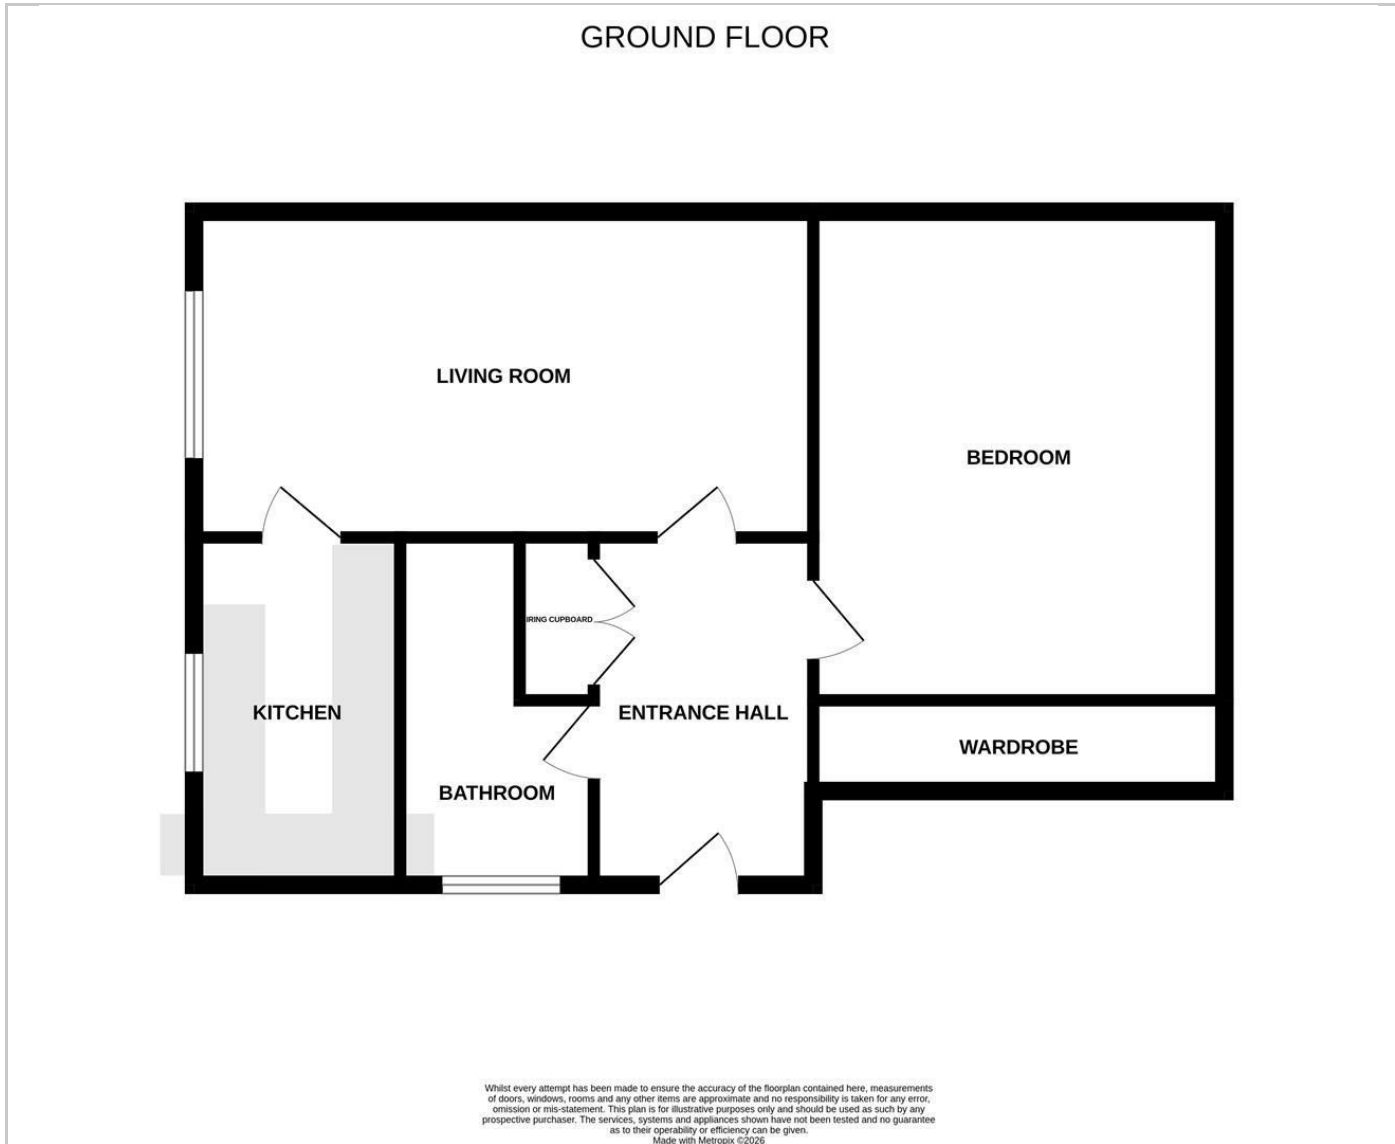 GROUND FLOOR
LIVING ROOM
BEDROOM
IRING CUPBOARD
KITCHEN
ENTRANCE HALL
WARDROBE
BATHROOM
Whilst every attempt has been made to ensure the accuracy of the floorplan contained here, measurements
of doors, windows, rooms and any other items are approximate and no responsibility is taken for any error,
omission or mis-statement. This plan is for illustrative purposes only and should be used as such by any
prospective purchaser. The services, systems and appliances shown have not been tested and no guarantee
as to their operability or efficiency can be given.
Made with Metropix ©2026